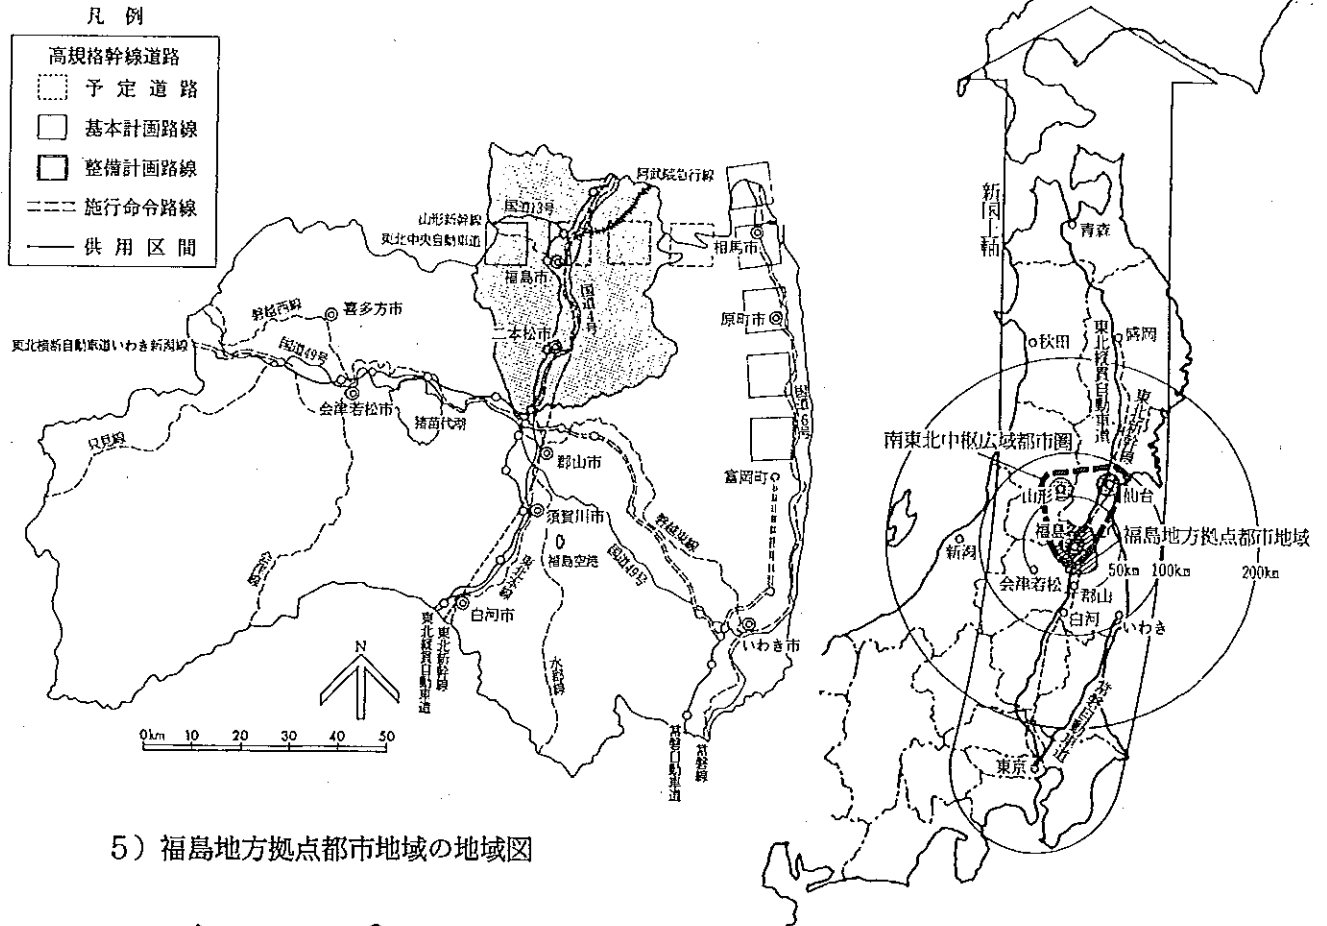 凡例
高規格幹線道路
予定道路
基本計画路線
整備計画路線
施行命令路線
供用区間
阿武隈急行線
国道13号
山形新幹線
東北中央自動車道
相馬市
福島市
国道4号
原町市
二本松市
国道6号
磐越西線
喜多方市
東北横断自動車道いわき新潟線
国道49号
会津若松市
猪苗代湖
只見線
郡山市
富岡町
須賀川市
福島空港
磐越東線
国道49号
東北本線
白河市
東北新幹線
東北縦貫自動車道
水郡線
いわき市
常磐自動車道
常磐線
N
0km 10 20 30 40 50
新国土軸
青森
秋田
盛岡
東北縦貫自動車道
東北新幹線
南東北中枢広域都市圏
山形
仙台
福島
福島地方拠点都市地域
新潟
会津若松
50km 100km 200km
郡山
白河
いわき
常磐自動車道
東京
5）福島地方拠点都市地域の地域図